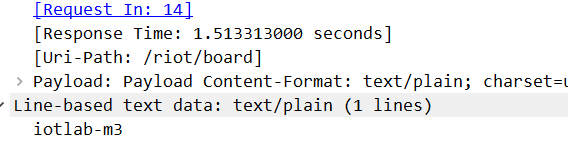 [Request In: 14]
[Response Time: 1.513313000 seconds]
[Uri-Path: /riot/board]
Payload: Payload Content-Format: text/plain; charset=u
Line-based text data: text/plain (1 lines)
iotlab-m3